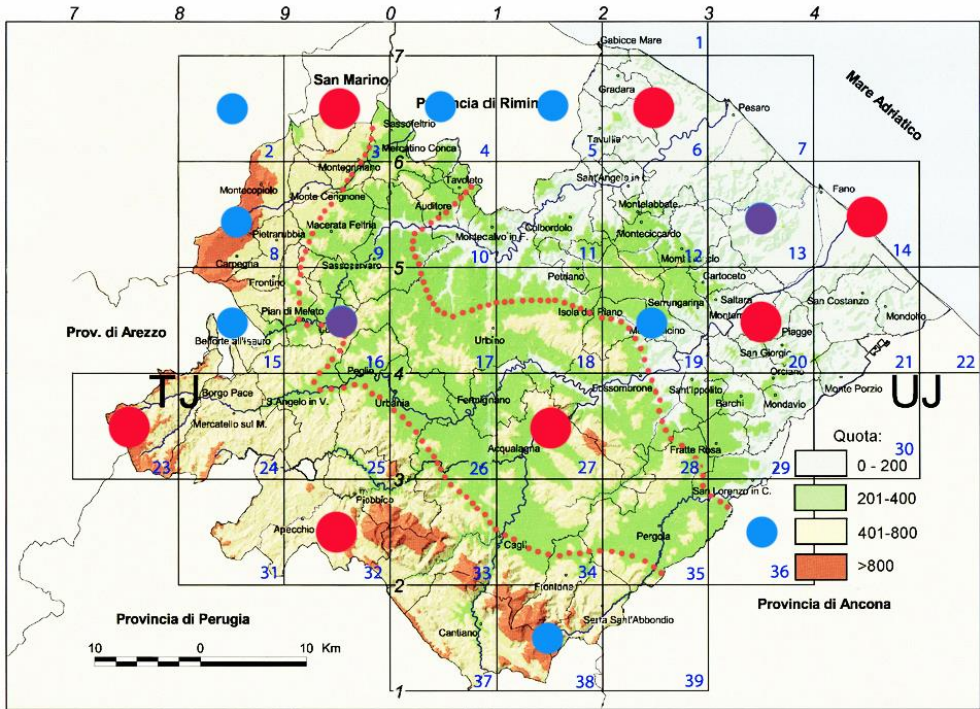 7 8 9 0 1 2 3 4
7
Gabicce Mare
1
San Marino
Gradara
Provincia di Rimin
Pesaro
Mare Adriatico
Sassofeltrio
Tavullia
Mercatino Conca
2 3 4 5 6 7
Montegrimano
6
Sant'Angelo in
Tavoleto
Montecopiolo
Monte Cerignone
Auditore
Fano
Montelabbate
Macerata Feltria
Colbordolo
Pietrarubbia
Montecalvo in F.
Monteciccardo
8 9 10 11 12 13 14
Carpegna
Sassocorvaro
5
Petriano
Cartoceto
Frontino
Serrungarina
Saltara
San Costanzo
Pian di Meleto
Isola del Piano
Mondolfo
Prov. di Arezzo
Urbino
Piagge
Belforte all'Isauro
San Giorgio
15 16 17 18 19 20 21 22
Peglio
4
Orciano
TJ
Borgo Pace
Fossombrone
Sant'Ippolito
Monte Porzio
UJ
S.Angelo in V.
Urbania
Fermignano
Barchi
Mondavio
Mercatello sul M.
Acqualagna
Quota:
Fratte Rosa
30
23 24 25 26 27 28 29
0 - 200
3
San Lorenzo in C.
Piobbico
201-400
Apecchio
Pergola
401-800
Cagli
31 32 33 34 35 36
>800
Frontone
2
Provincia di Ancona
Provincia di Perugia
Serra Sant'Abbondio
Cantiano
10 0 10 Km
37 38 39
1